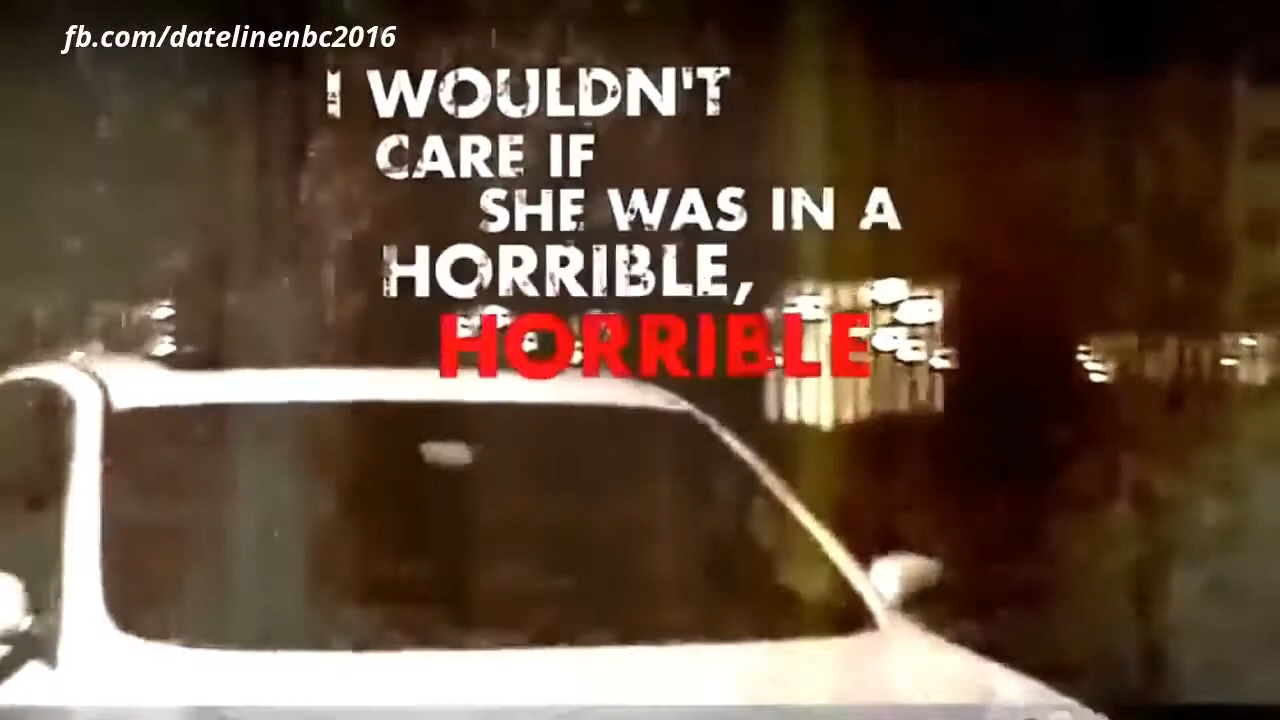 fb.com/datelinenbc2016
I WOULDN'T
CARE IF
SHE WAS IN A
HORRIBLE,
HORRIBLE